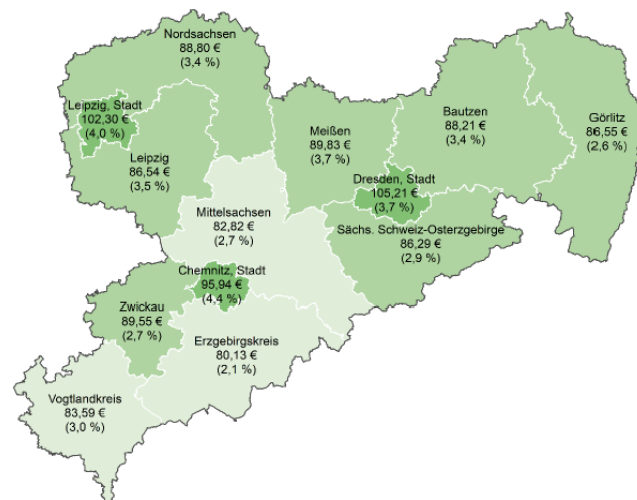 Nordsachsen
88,80 €
(3,4 %)
Leipzig, Stadt
102,30 €
(4,0 %)
Leipzig
86,54 €
(3,5 %)
Meißen
89,83 €
(3,7 %)
Bautzen
88,21 €
(3,4 %)
Görlitz
86,55 €
(2,6 %)
Dresden, Stadt
105,21 €
(3,7 %)
Mittelsachsen
82,82 €
(2,7 %)
Sächs. Schweiz-Osterzgebirge
86,29 €
(2,9 %)
Chemnitz, Stadt
95,94 €
(4,4 %)
Zwickau
89,55 €
(2,7 %)
Erzgebirgskreis
80,13 €
(2,1 %)
Vogtlandkreis
83,59 €
(3,0 %)